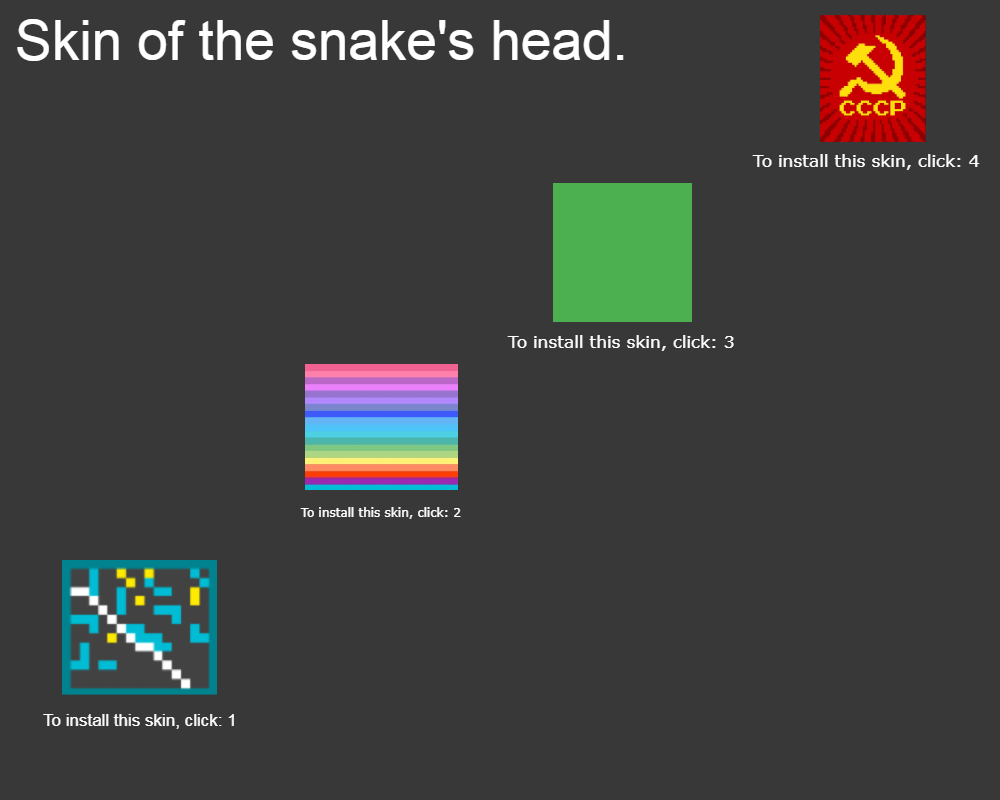 Skin of the snake's head.
СССР
To install this skin, click: 4
To install this skin, click: 3
To install this skin, click: 2
To install this skin, click: 1